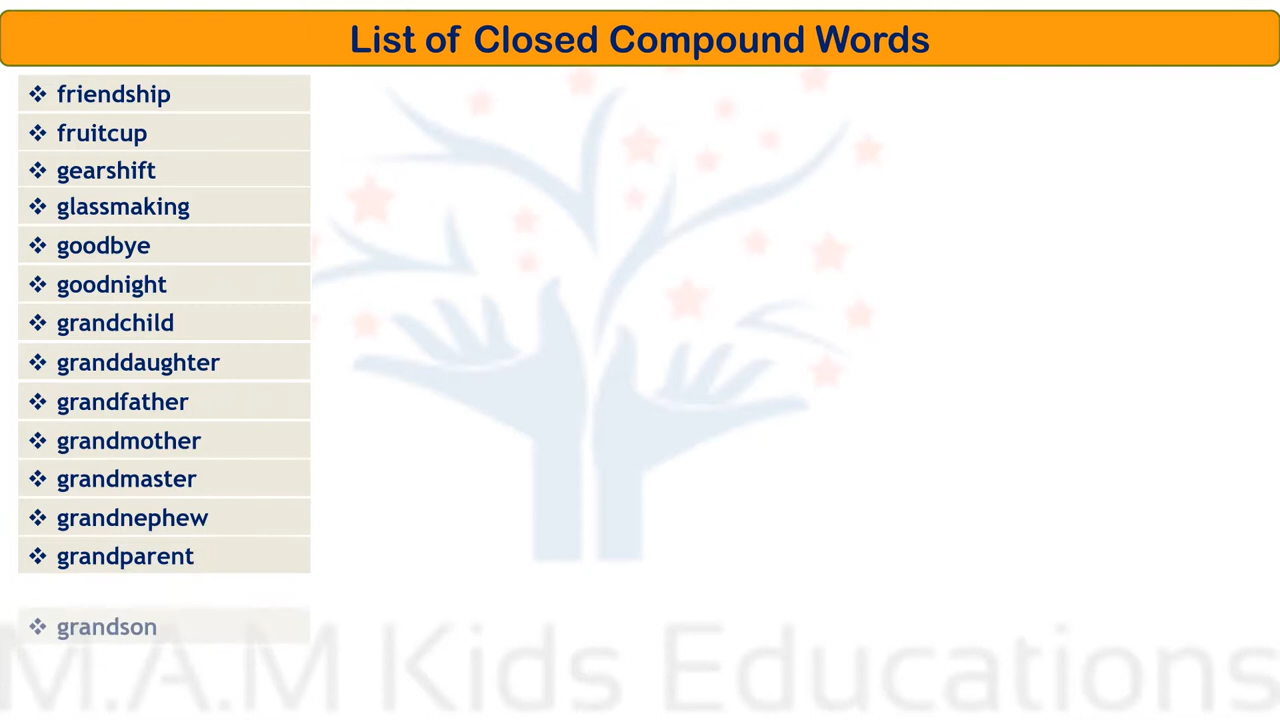 List of Closed Compound Words
❖ friendship
❖ fruitcup
❖ gearshift
❖ glassmaking
❖ goodbye
❖ goodnight
❖ grandchild
❖ granddaughter
❖ grandfather
❖ grandmother
❖ grandmaster
❖ grandnephew
❖ grandparent
❖ grandson
M.A.M Kids Educations